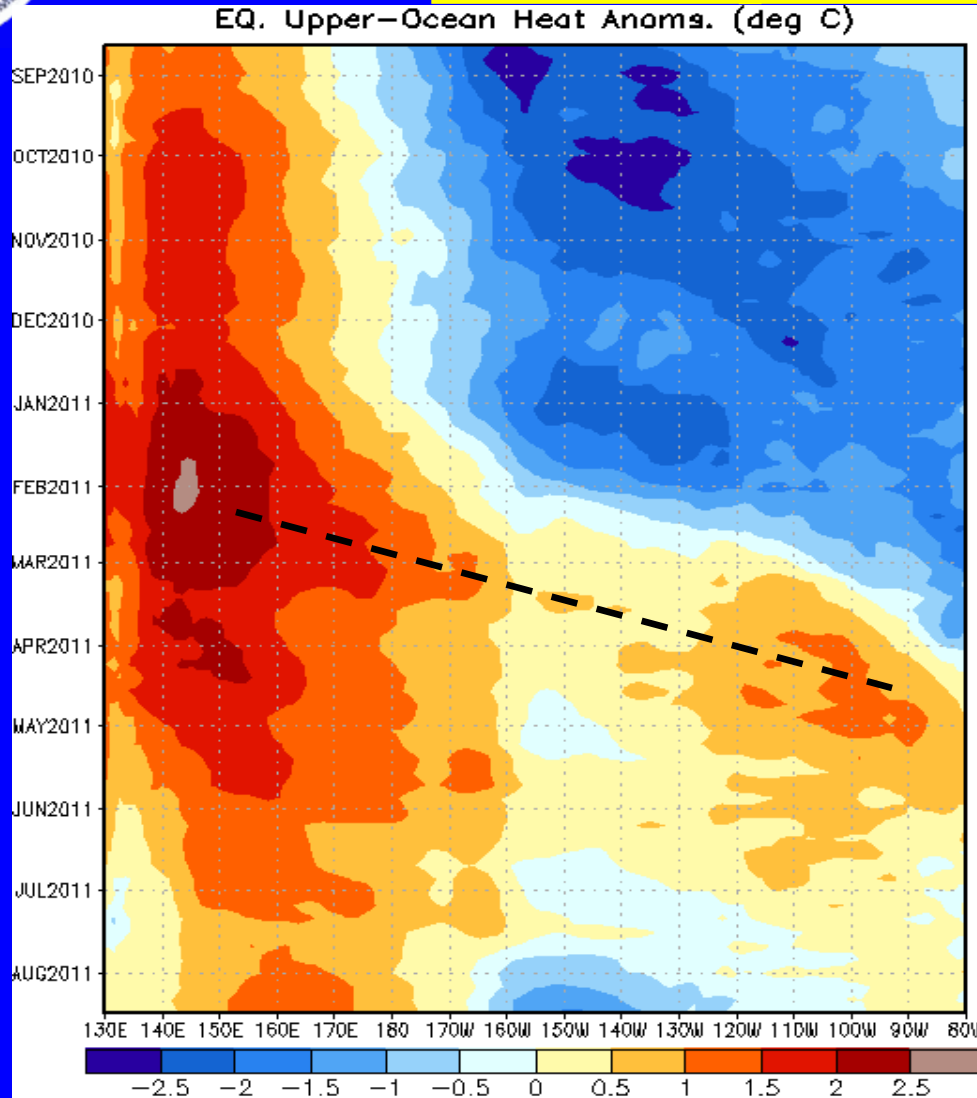 EQ. Upper-Ocean Heat Anoms. (deg C)
SEP2010
OCT2010
NOV2010
DEC2010
JAN2011
FEB2011
MAR2011
APR2011
MAY2011
JUN2011
JUL2011
AUG2011
130E 140E 150E 160E 170E 180 170W 160W 150W 140W 130W 120W 110W 100W 90W 80W
-2.5 -2 -1.5 -1 -0.5 0 0.5 1 1.5 2 2.5